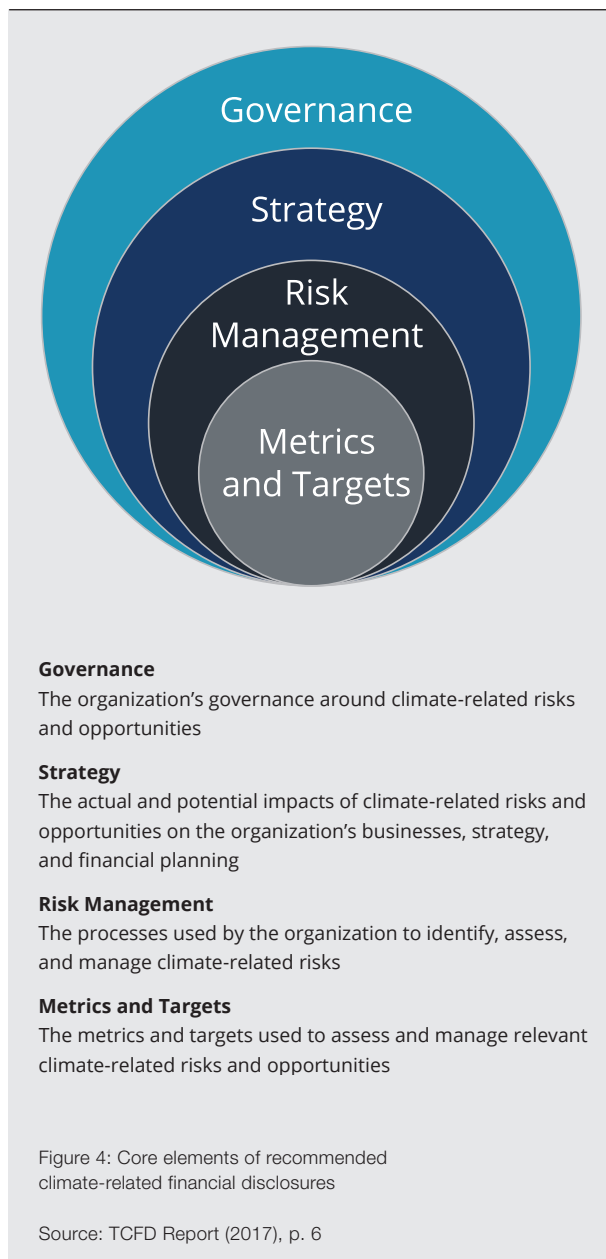 Governance
Strategy
Risk
Management
Metrics
and Targets
Governance
The organization’s governance around climate-related risks
and opportunities
Strategy
The actual and potential impacts of climate-related risks and
opportunities on the organization’s businesses, strategy,
and financial planning
Risk Management
The processes used by the organization to identify, assess,
and manage climate-related risks
Metrics and Targets
The metrics and targets used to assess and manage relevant
climate-related risks and opportunities
Figure 4: Core elements of recommended
climate-related financial disclosures
Source: TCFD Report (2017), p. 6